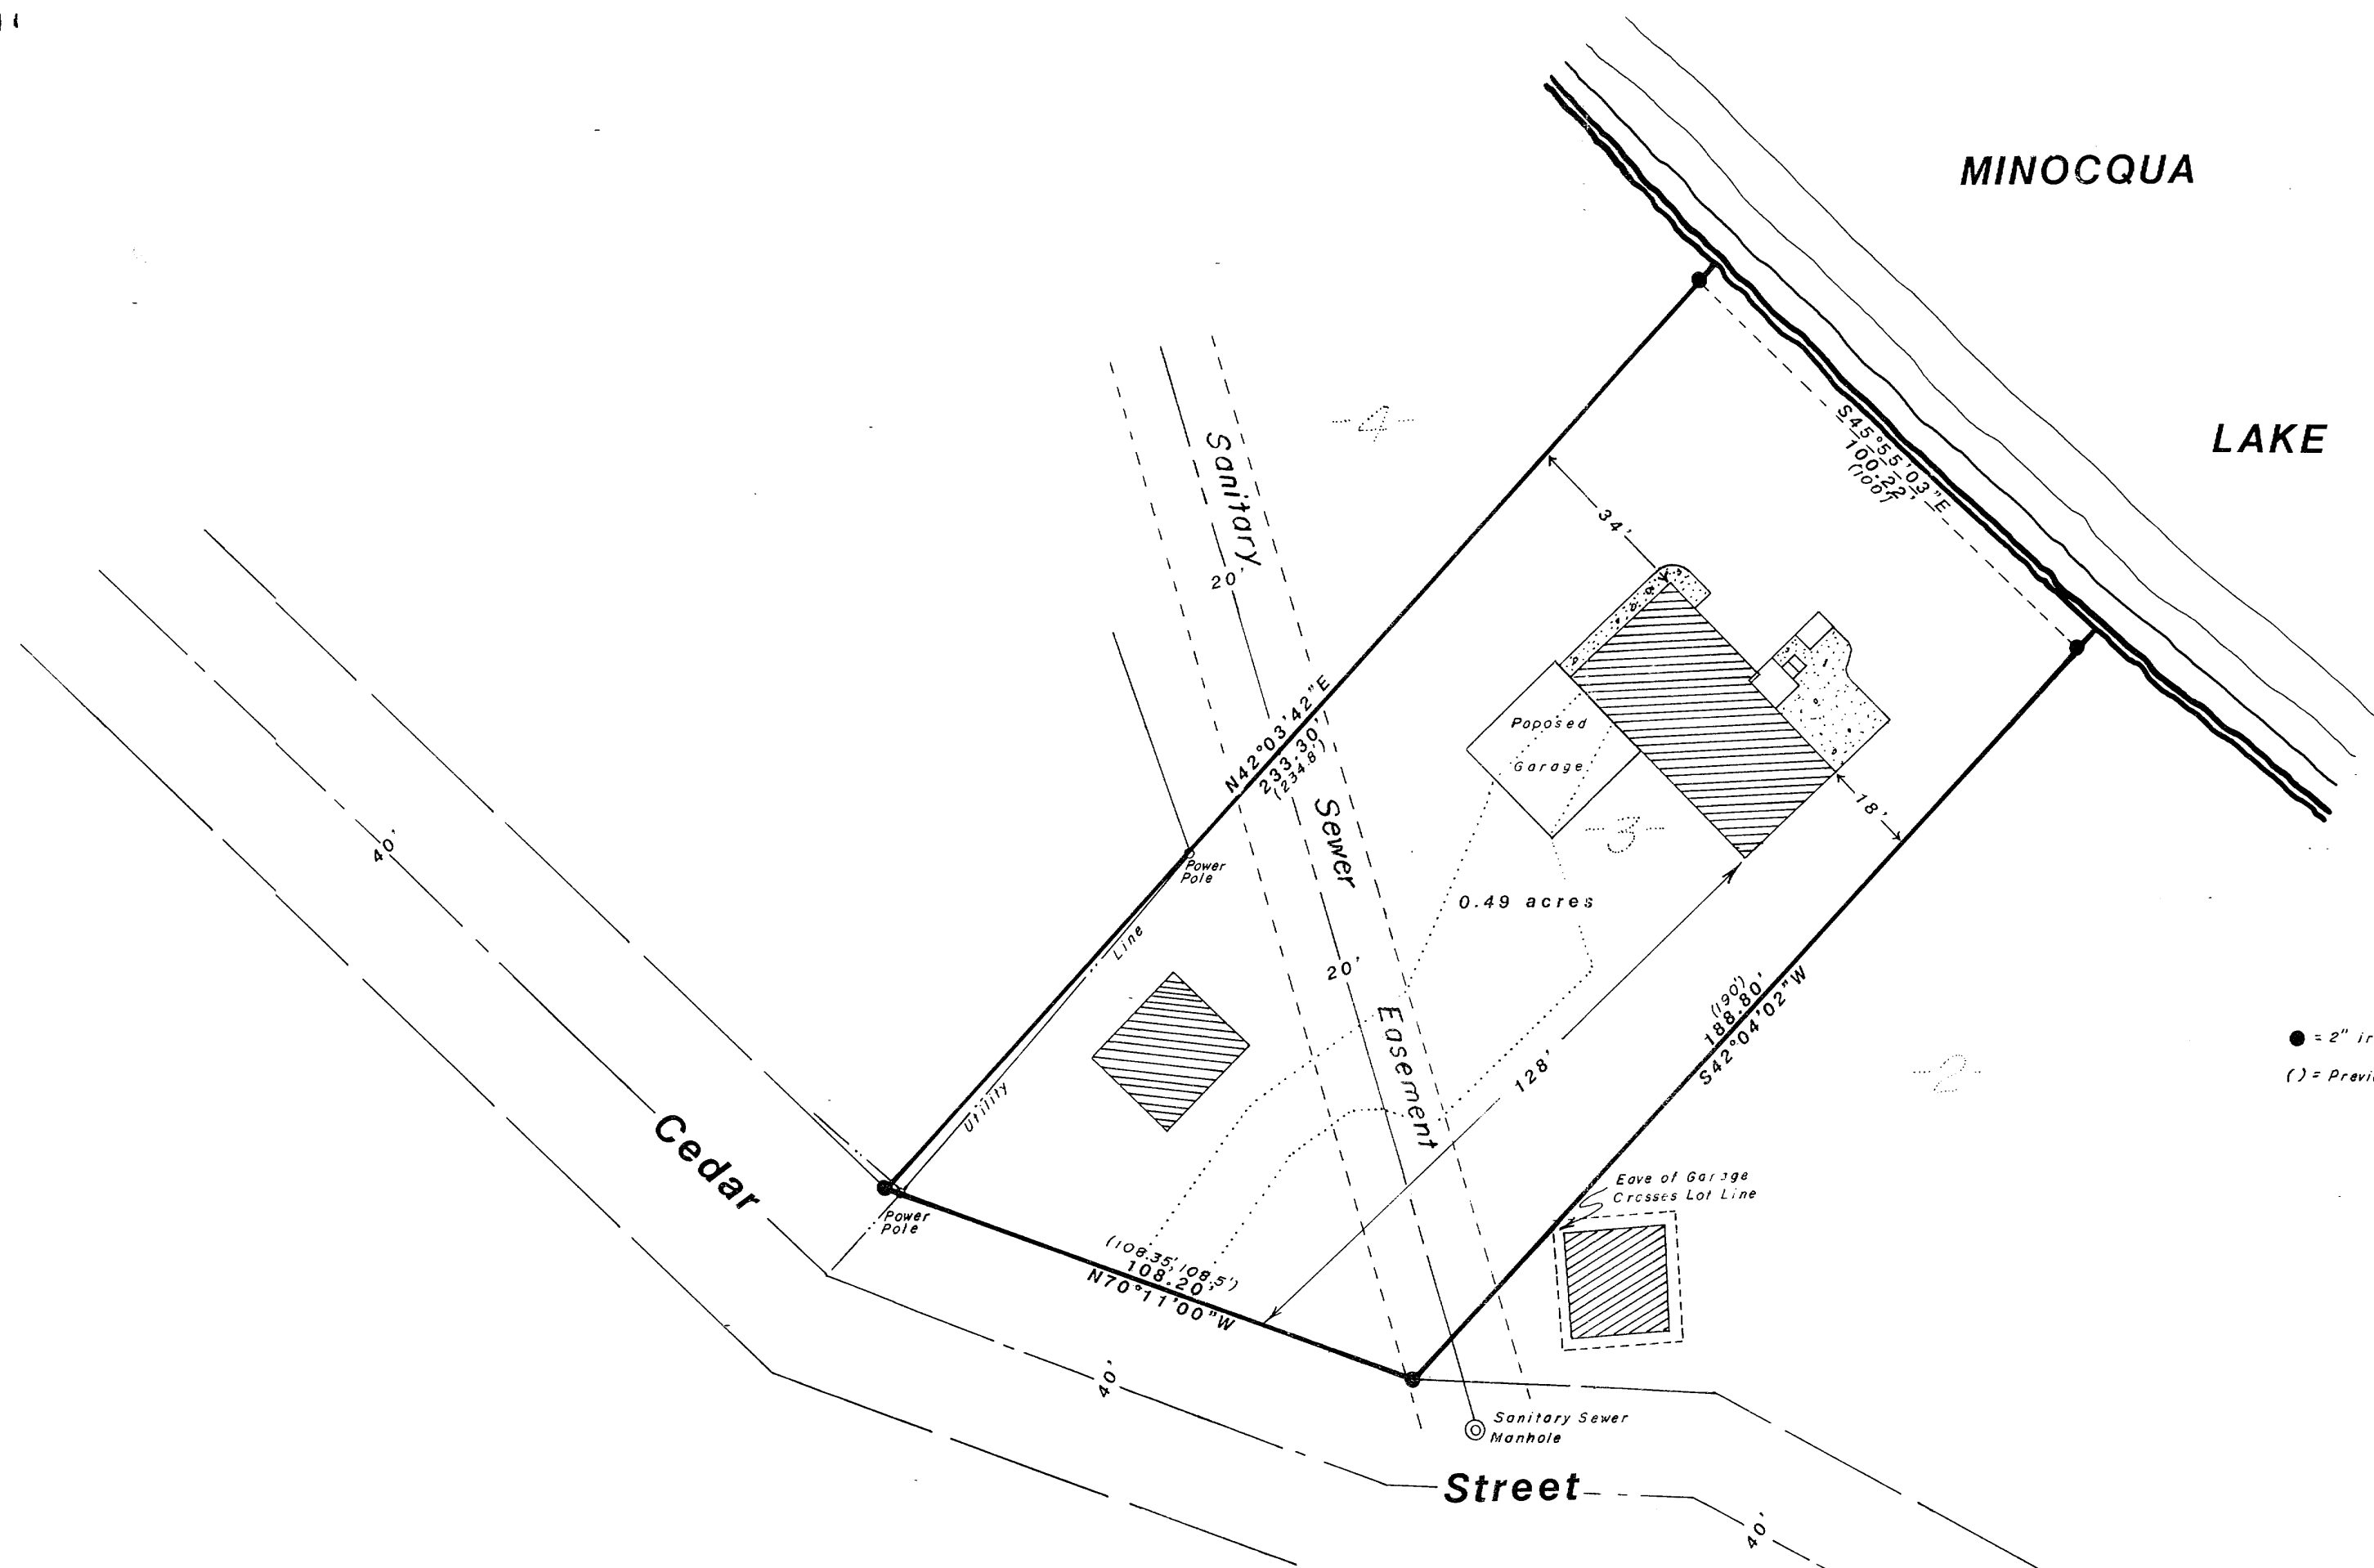 MINOCQUA
LAKE
-4-
Sanitary
20'
S45°55'03"E
100.22'
(100')
34'
N42°03'42"E
233.30'
(234.8')
Poposed
Garage
-3-
18'
Sewer
40'
Power
Pole
0.49 acres
Line
20'
(190')
188.80'
S42°04'02"W
Easement
128'
-2-
● = 2" ir
( ) = Previ
Utility
Cedar
Eave of Garage
Crosses Lot Line
Power
Pole
(108.35', 108.5')
108.20'
N70°11'00"W
40'
Sanitary Sewer
Manhole
Street
40'